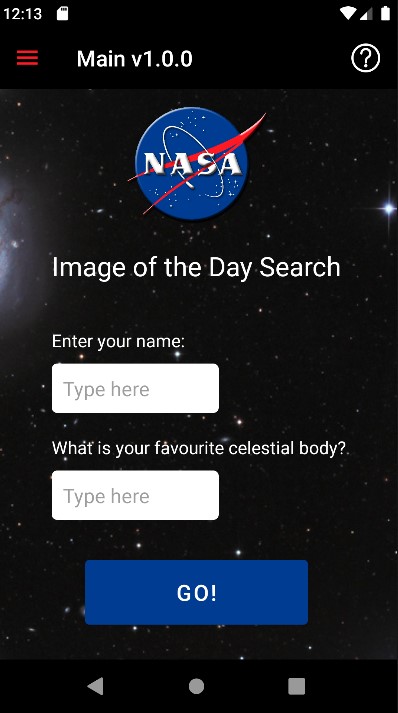 12:13
Main v1.0.0
NASA
Image of the Day Search
Enter your name:
Type here
What is your favourite celestial body?
Type here
GO!